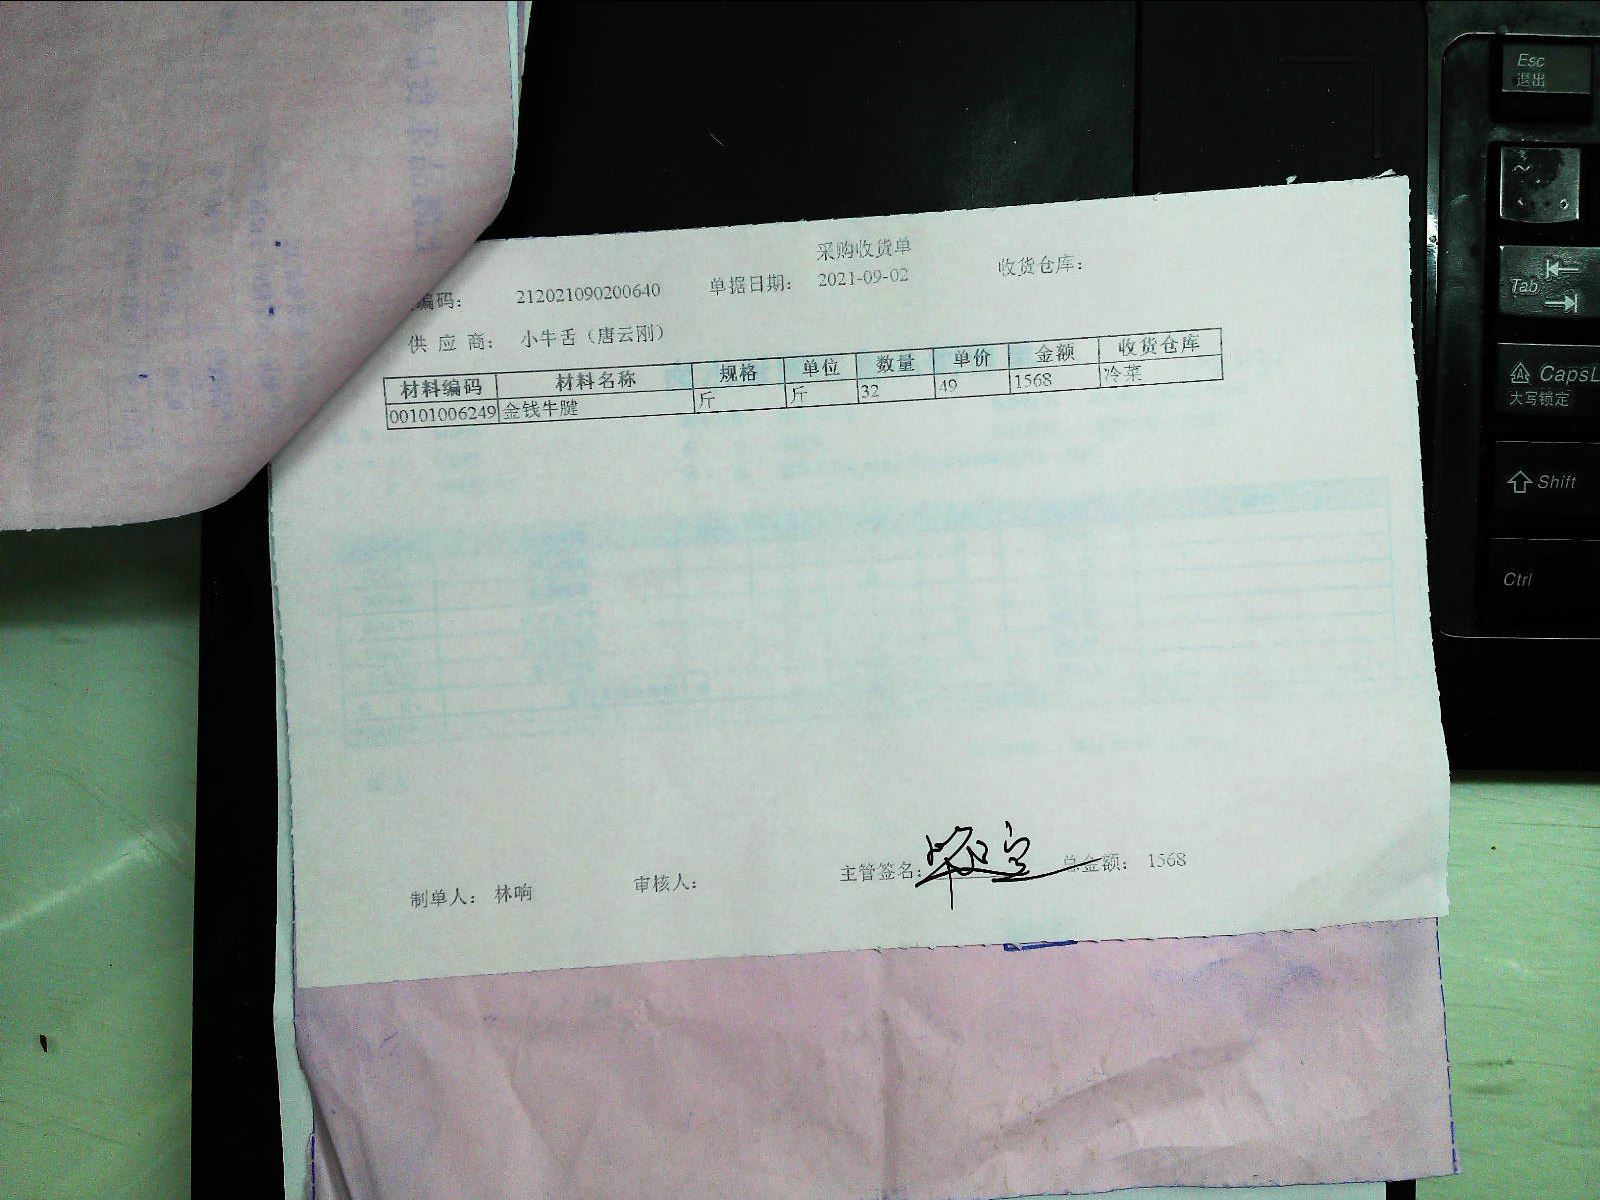 采购收货单
编码： 212021090200640 单据日期： 2021-09-02 收货仓库：
供 应 商： 小牛舌（唐云刚）
材料编码 材料名称 规格 单位 数量 单价 金额 收货仓库
00101006249 金钱牛腱 斤 斤 32 49 1568 冷菜
制单人： 林响 审核人： 主管签名： 总金额： 1568
Esc
退出
~
Tab
CapsL
大写锁定
Shift
Ctrl